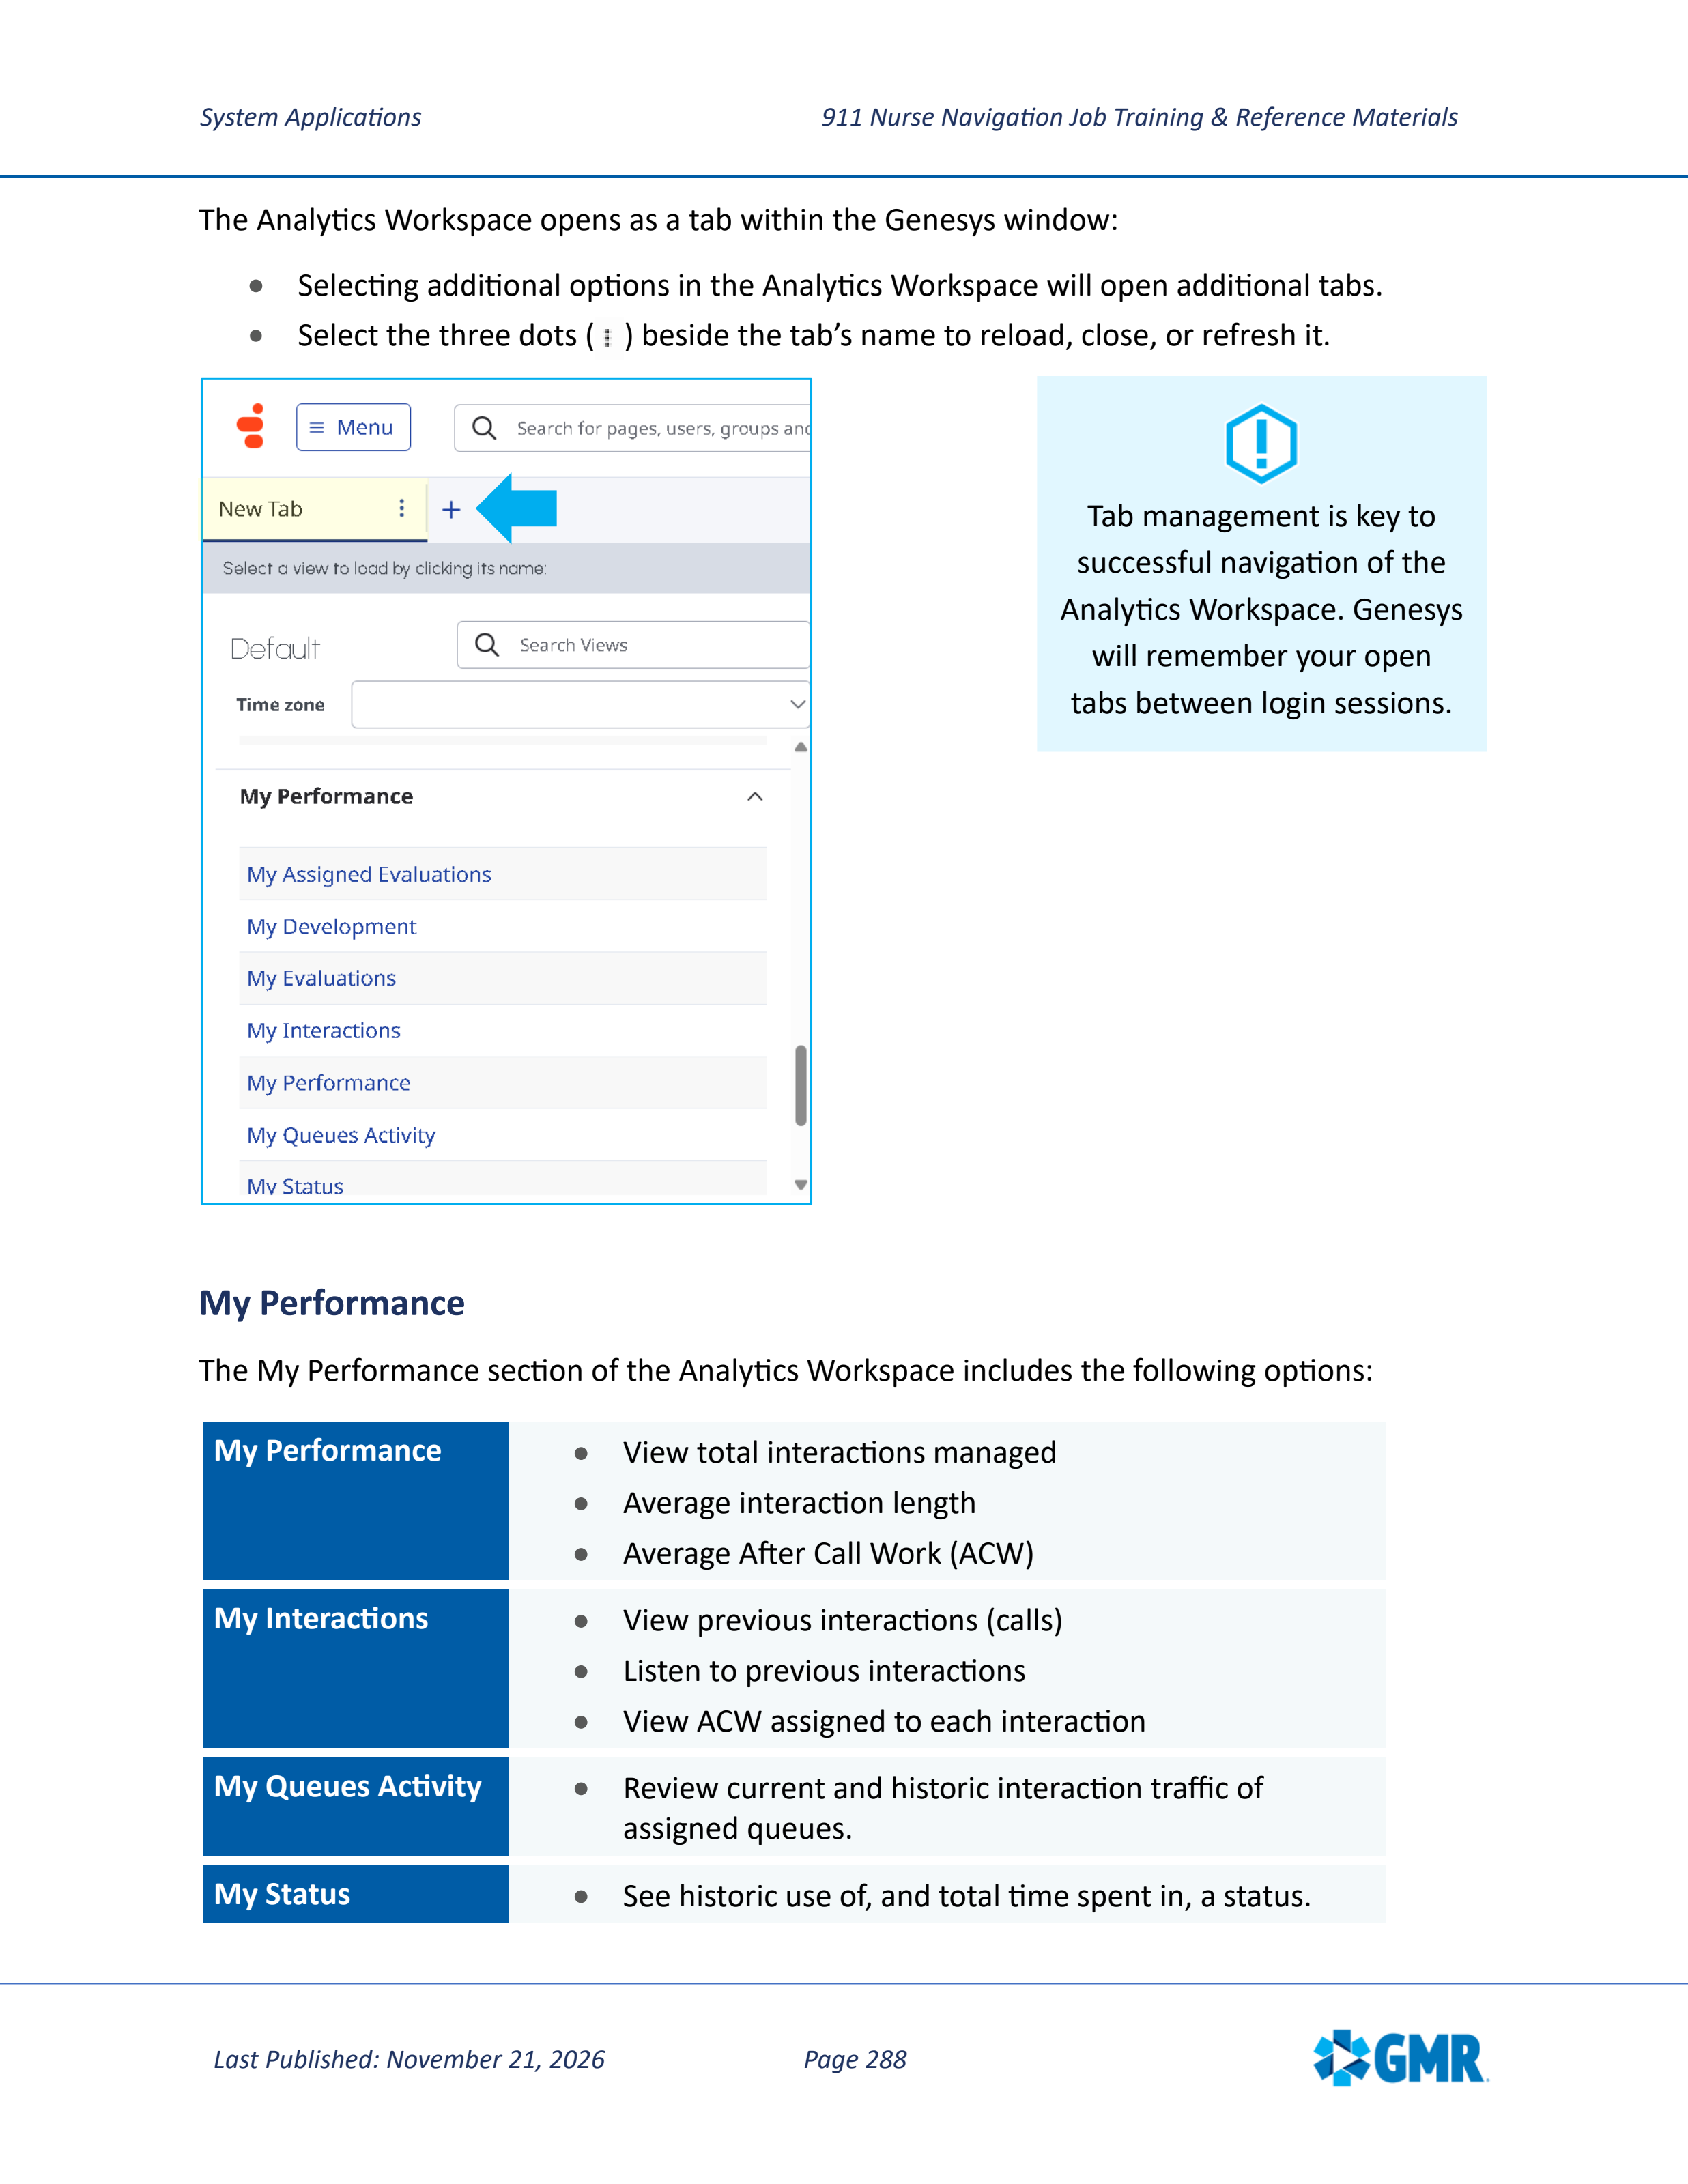 System Applications
911 Nurse Navigation Job Training & Reference Materials
The Analytics Workspace opens as a tab within the Genesys window:
• Selecting additional options in the Analytics Workspace will open additional tabs.
• Select the three dots ( ⋮ ) beside the tab’s name to reload, close, or refresh it.
≡ Menu
Search for pages, users, groups and
New Tab ⋮ +
Select a view to load by clicking its name:
Default
Search Views
Time zone
My Performance
My Assigned Evaluations
My Development
My Evaluations
My Interactions
My Performance
My Queues Activity
My Status
Tab management is key to
successful navigation of the
Analytics Workspace. Genesys
will remember your open
tabs between login sessions.
My Performance
The My Performance section of the Analytics Workspace includes the following options:
My Performance
• View total interactions managed
• Average interaction length
• Average After Call Work (ACW)
My Interactions
• View previous interactions (calls)
• Listen to previous interactions
• View ACW assigned to each interaction
My Queues Activity
• Review current and historic interaction traffic of
assigned queues.
My Status
• See historic use of, and total time spent in, a status.
Last Published: November 21, 2026
Page 288
GMR